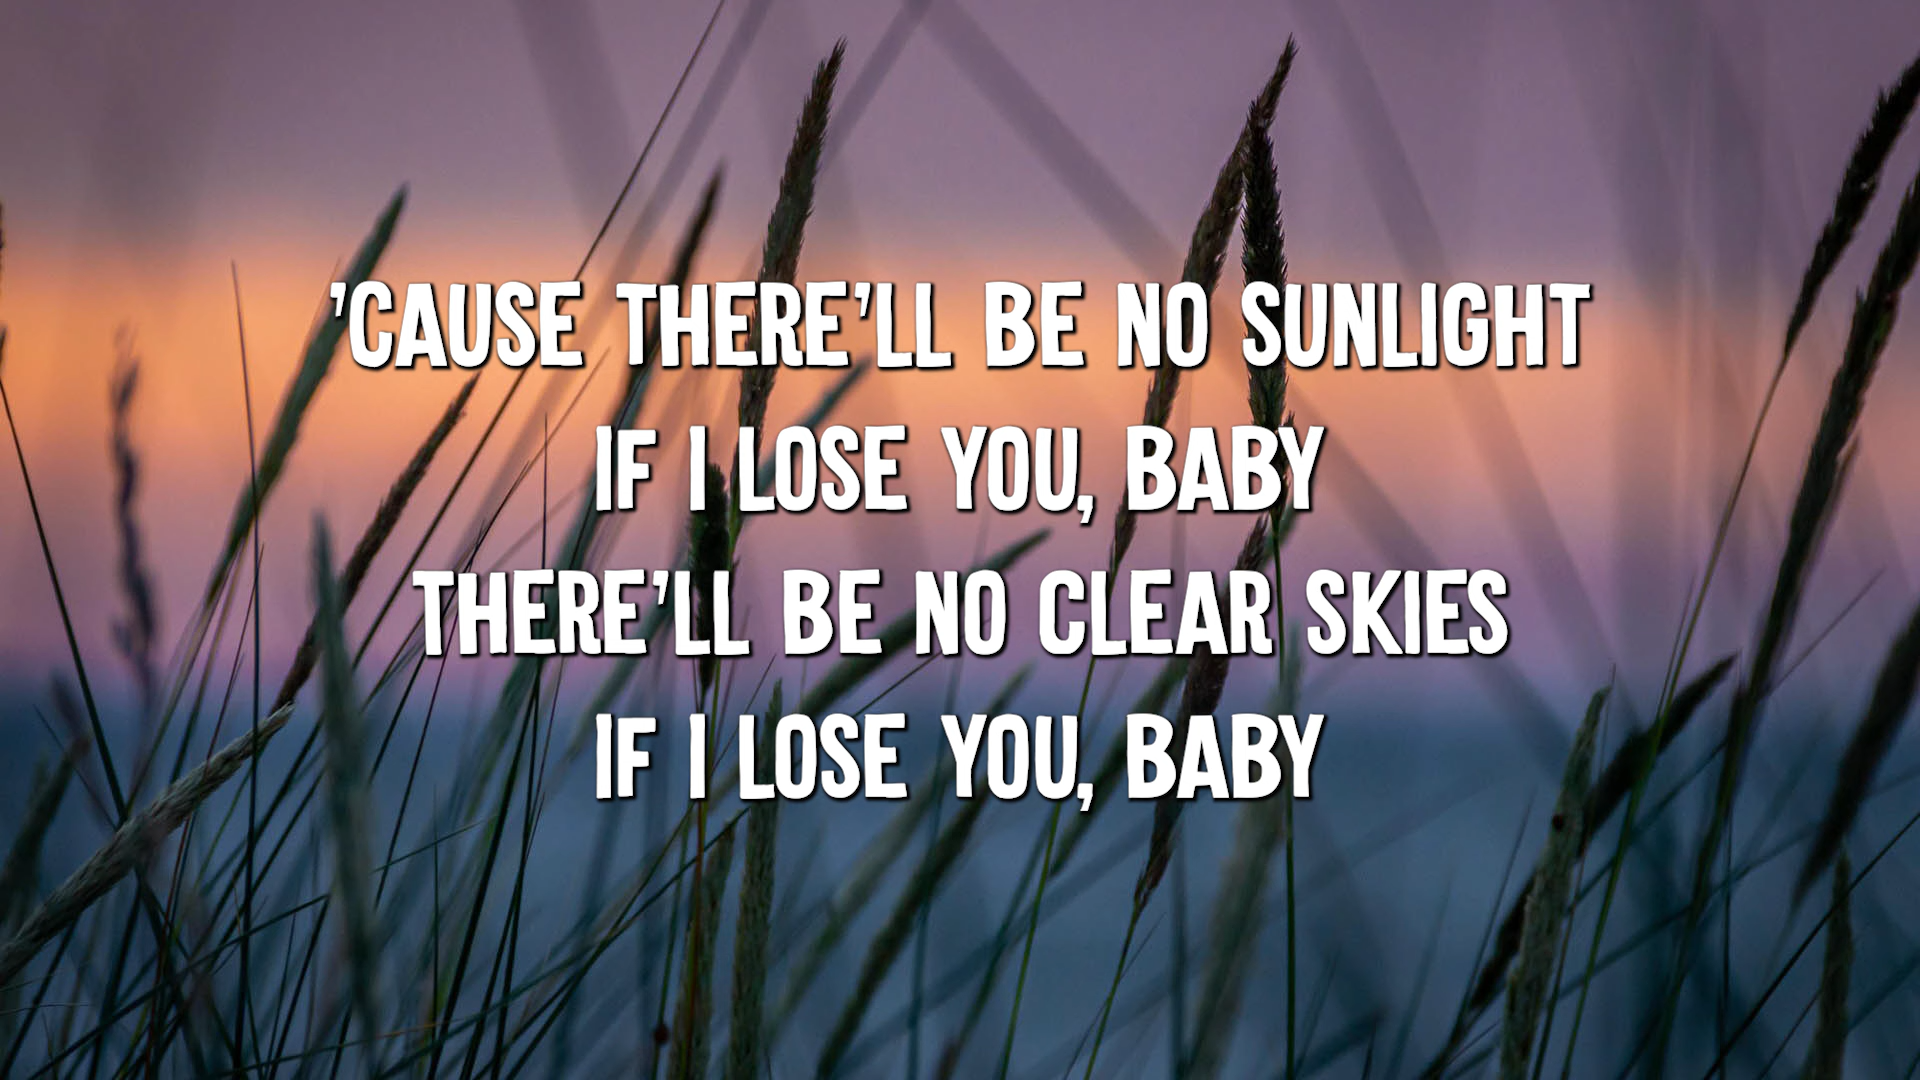 'CAUSE THERE'LL BE NO SUNLIGHT
IF I LOSE YOU, BABY
THERE'LL BE NO CLEAR SKIES
IF I LOSE YOU, BABY